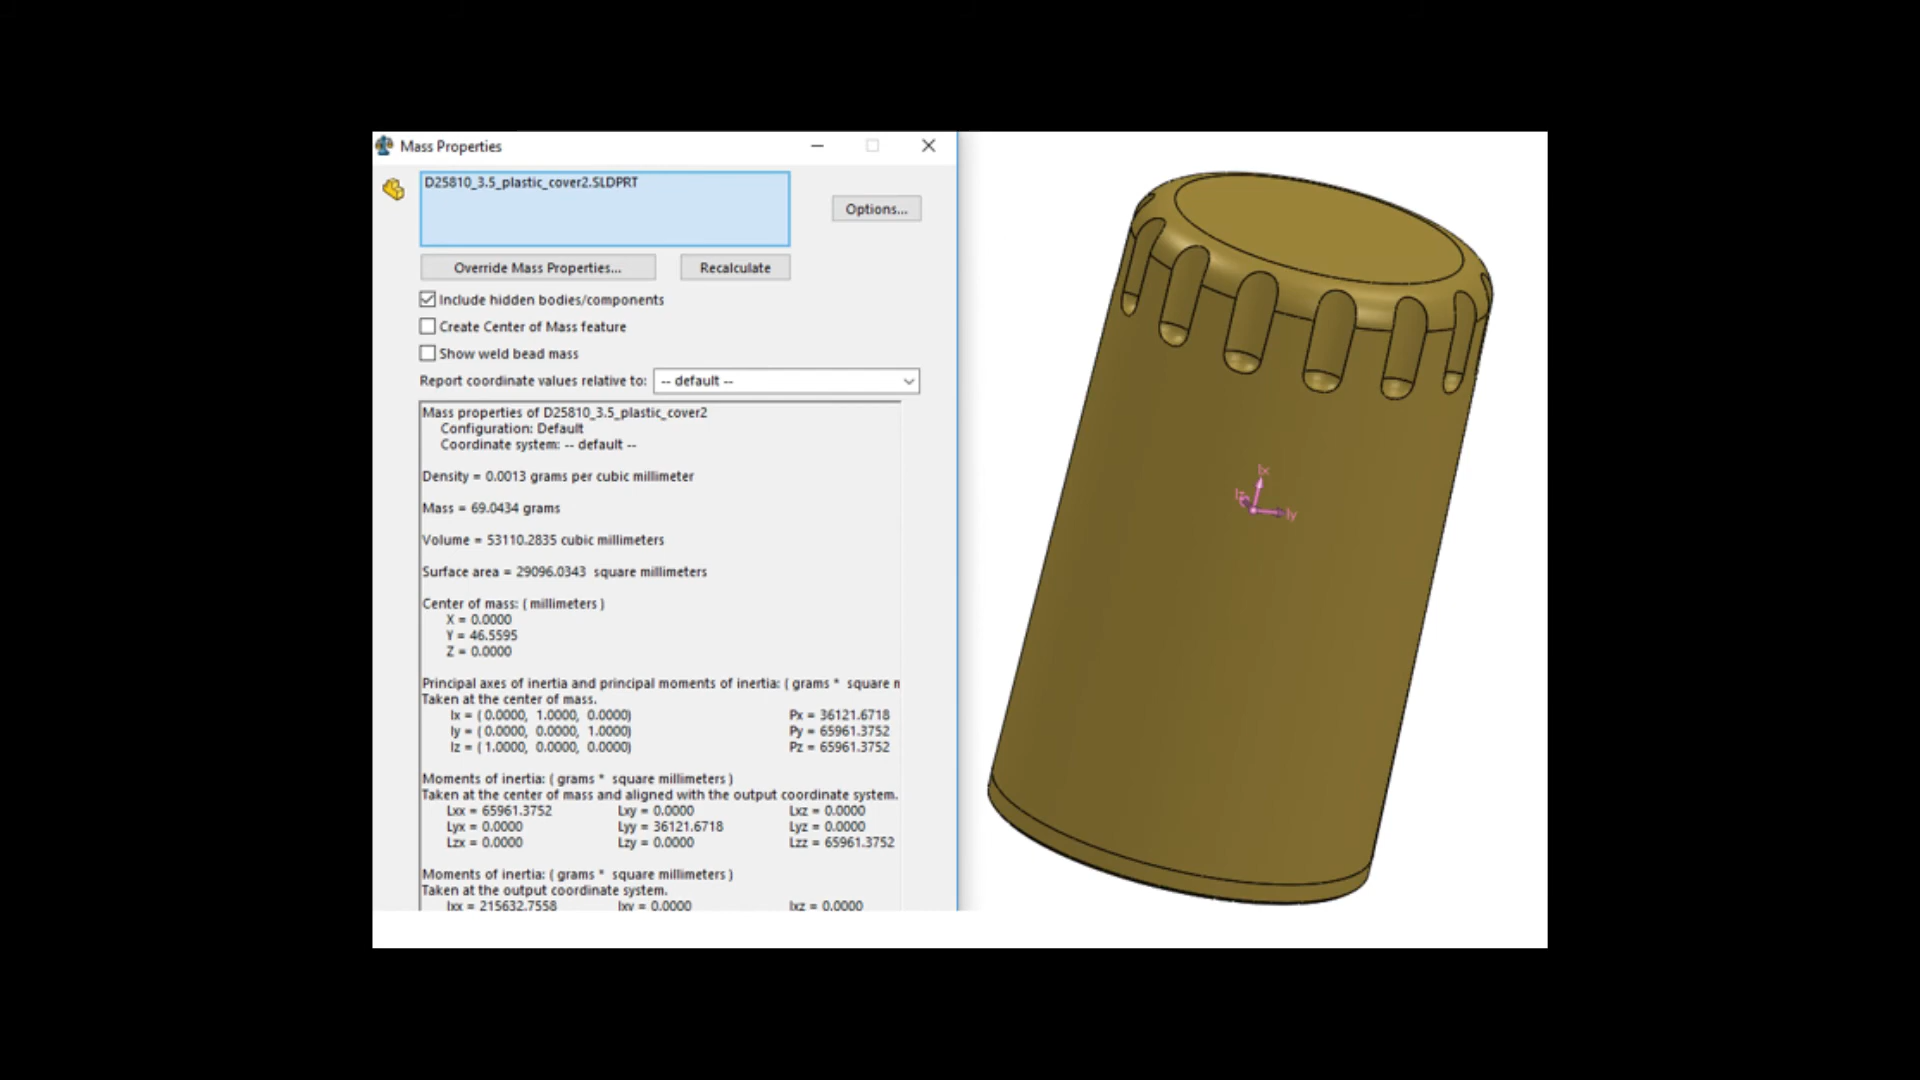 Mass Properties
D25810_3.5_plastic_cover2.SLDPRT
Options...
Override Mass Properties...
Recalculate
Include hidden bodies/components
Create Center of Mass feature
Show weld bead mass
Report coordinate values relative to: -- default --
Mass properties of D25810_3.5_plastic_cover2
Configuration: Default
Coordinate system: -- default --
Density = 0.0013 grams per cubic millimeter
Mass = 69.0434 grams
Volume = 53110.2835 cubic millimeters
Surface area = 29096.0343 square millimeters
Center of mass: ( millimeters )
X = 0.0000
Y = 46.5595
Z = 0.0000
Principal axes of inertia and principal moments of inertia: ( grams * square m
Taken at the center of mass.
Ix = ( 0.0000, 1.0000, 0.0000) Px = 36121.6718
Iy = ( 0.0000, 0.0000, 1.0000) Py = 65961.3752
Iz = ( 1.0000, 0.0000, 0.0000) Pz = 65961.3752
Moments of inertia: ( grams * square millimeters )
Taken at the center of mass and aligned with the output coordinate system.
Lxx = 65961.3752 Lxy = 0.0000 Lxz = 0.0000
Lyx = 0.0000 Lyy = 36121.6718 Lyz = 0.0000
Lzx = 0.0000 Lzy = 0.0000 Lzz = 65961.3752
Moments of inertia: ( grams * square millimeters )
Taken at the output coordinate system.
Ixx = 215632.7558 Ixy = 0.0000 Ixz = 0.0000
Ix
Iz
Iy